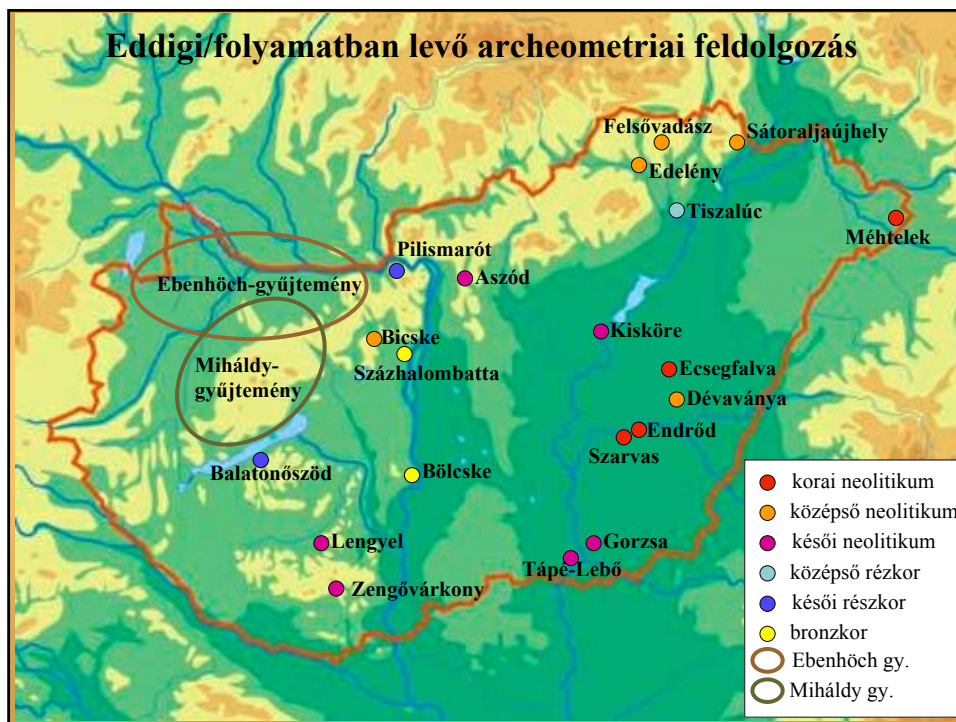 Eddigi/folyamatban levő archeometriai feldolgozás
Felsővadász
Sátoraljaújhely
Edelény
Tiszalúc
Méhtelek
Pilismarót
Ebenhöch-gyűjtemény
Aszód
Kisköre
Bicske
Százhalombatta
Miháldy-
gyűjtemény
Ecsegfalva
Dévaványa
Endrőd
Szarvas
Balatonőszöd
Bölcske
Lengyel
Gorzsa
Tápé-Lebő
Zengővárkony
korai neolitikum
középső neolitikum
késői neolitikum
középső rézkor
késői részkor
bronzkor
Ebenhöch gy.
Miháldy gy.